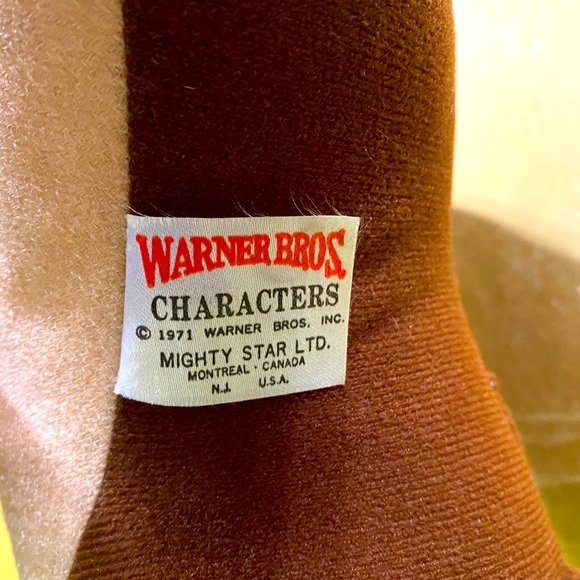 WARNER BROS.
CHARACTERS
© 1971 WARNER BROS. INC.
MIGHTY STAR LTD.
MONTREAL · CANADA
N.J. U.S.A.